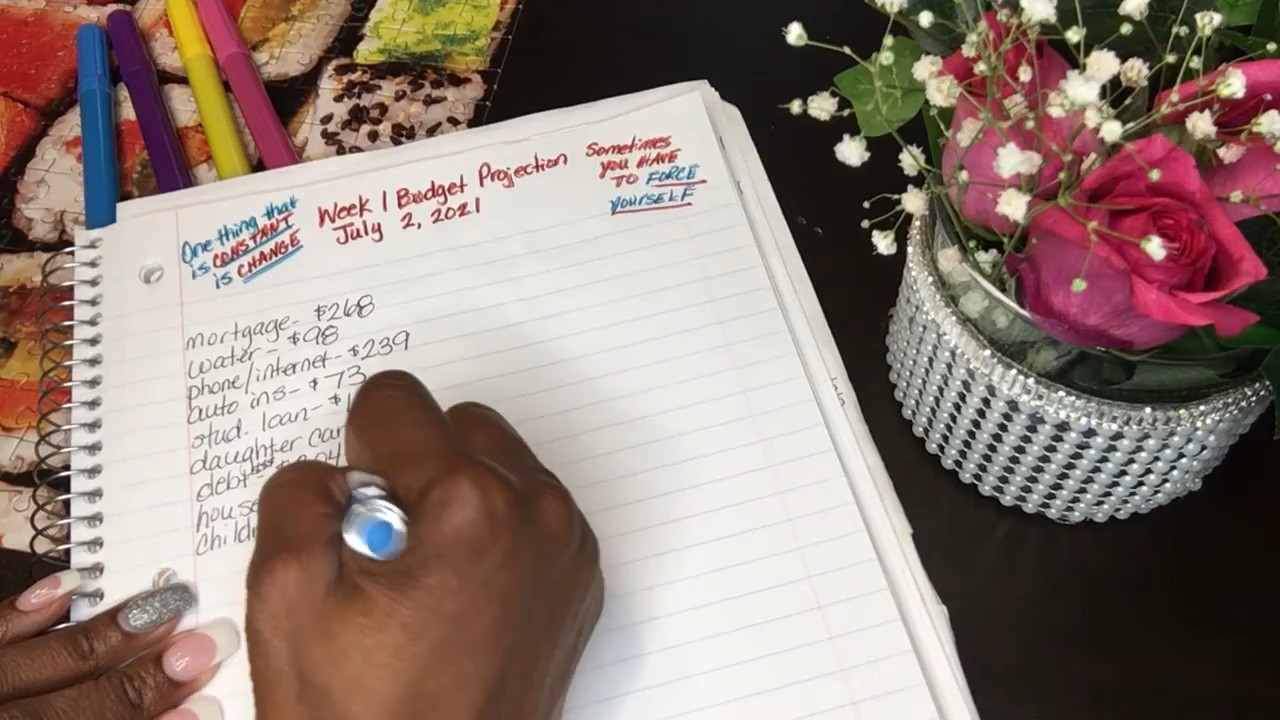 One thing that
is CONSTANT
is CHANGE
Week 1 Budget Projection
July 2, 2021
Sometimes
you HAVE
TO FORCE
YOURSELF
mortgage- $268
water- $98
phone/internet- $239
auto ins- $73
stud. loan- $
daughter car
debt